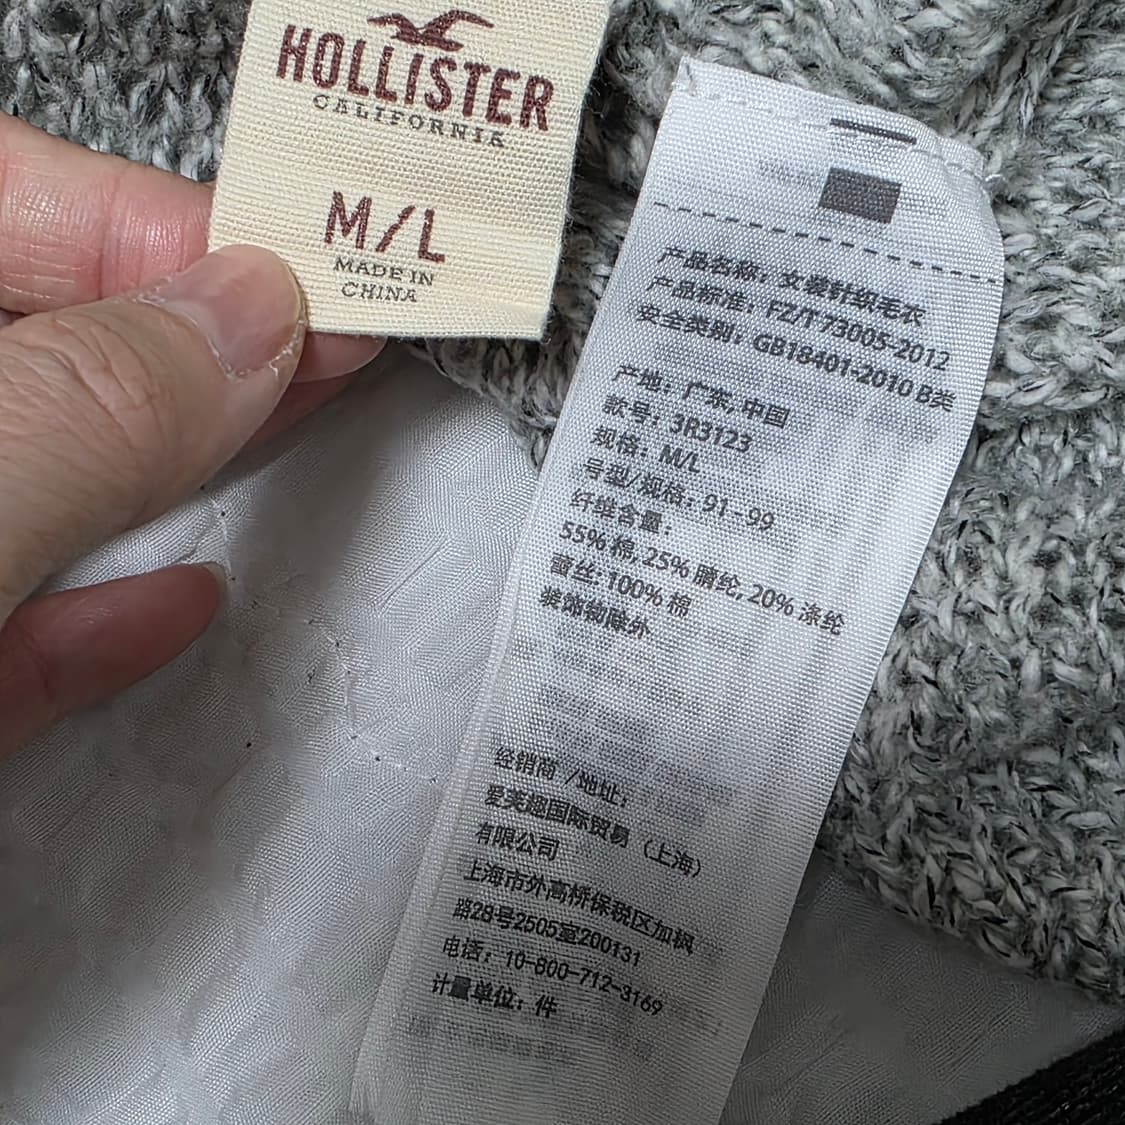 HOLLISTER
CALIFORNIA
M/L
MADE IN
CHINA
产品名称：女装针织毛衣
产品标准：FZ/T 73005-2012
安全类别：GB18401-2010 B类
产地：广东,中国
款号：3R3123
规格：M/L
号型/规格：91-99
纤维含量：
55% 棉, 25% 腈纶, 20% 涤纶
蕾丝: 100% 棉
装饰物除外
经销商 /地址：
爱芙趣国际贸易（上海）
有限公司
上海市外高桥保税区加枫
路28号2505室200131
电话：10-800-712-3169
计量单位：件